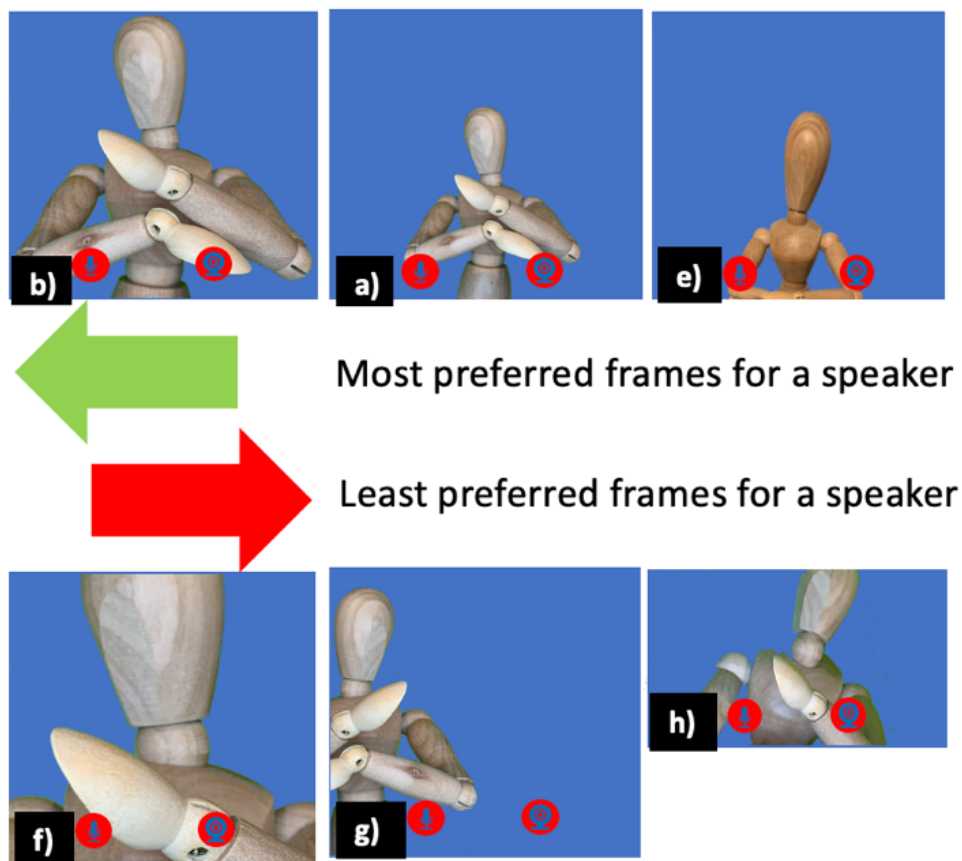 b)
a)
e)
Most preferred frames for a speaker
Least preferred frames for a speaker
f)
g)
h)